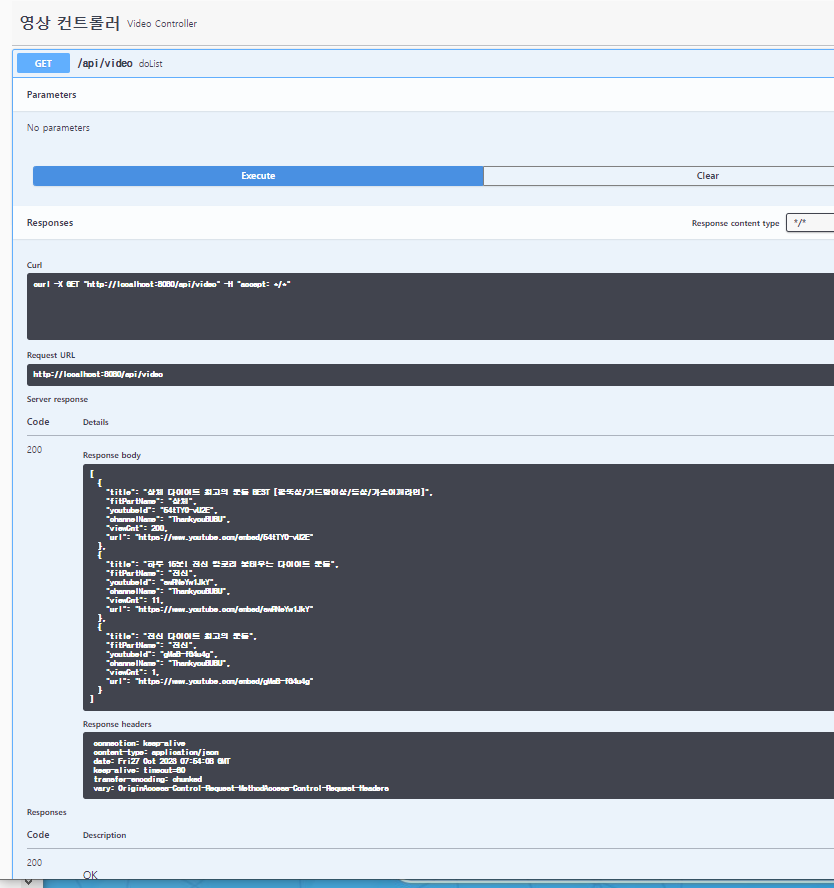 영상 컨트롤러 Video Controller
GET /api/video doList
Parameters
No parameters
Execute Clear
Responses Response content type */*
Curl
curl -X GET "http://localhost:8080/api/video" -H "accept: */*"
Request URL
http://localhost:8080/api/video
Server response
Code Details
200
Response body
[
{
"title": "상체 다이어트 최고의 운동 BEST [팔뚝살/겨드랑이살/등살/가슴어깨라인]",
"fitPartName": "상체",
"youtubeId": "54tTYO-vU2E",
"channelName": "ThankyouBUBU",
"viewCnt": 200,
"url": "https://www.youtube.com/embed/54tTYO-vU2E"
},
{
"title": "하루 15분! 전신 칼로리 불태우는 다이어트 운동",
"fitPartName": "전신",
"youtubeId": "swRNeYw1JkY",
"channelName": "ThankyouBUBU",
"viewCnt": 11,
"url": "https://www.youtube.com/embed/swRNeYw1JkY"
},
{
"title": "전신 다이어트 최고의 운동",
"fitPartName": "전신",
"youtubeId": "gMaB-fG4u4g",
"channelName": "ThankyouBUBU",
"viewCnt": 1,
"url": "https://www.youtube.com/embed/gMaB-fG4u4g"
}
]
Response headers
connection: keep-alive
content-type: application/json
date: Fri27 Oct 2023 07:54:08 GMT
keep-alive: timeout=60
transfer-encoding: chunked
vary: OriginAccess-Control-Request-MethodAccess-Control-Request-Headers
Responses
Code Description
200
OK